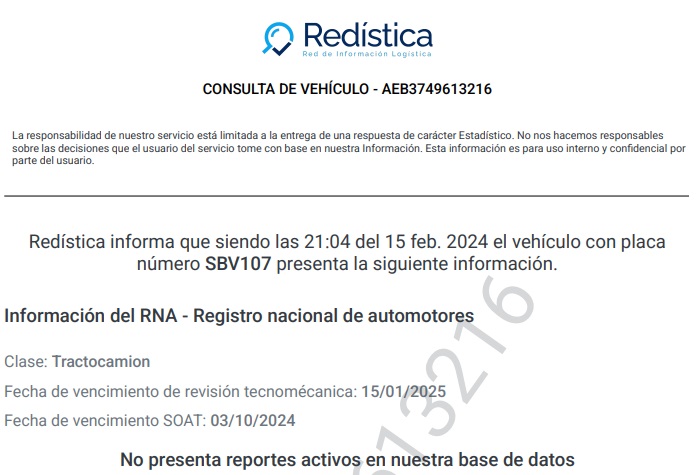 Redística
Red de Información Logística
CONSULTA DE VEHÍCULO - AEB3749613216
La responsabilidad de nuestro servicio está limitada a la entrega de una respuesta de carácter Estadístico. No nos hacemos responsables
sobre las decisiones que el usuario del servicio tome con base en nuestra Información. Esta información es para uso interno y confidencial por
parte del usuario.
Redística informa que siendo las 21:04 del 15 feb. 2024 el vehículo con placa
número SBV107 presenta la siguiente información.
Información del RNA - Registro nacional de automotores
Clase: Tractocamion
Fecha de vencimiento de revisión tecnomécanica: 15/01/2025
Fecha de vencimiento SOAT: 03/10/2024
No presenta reportes activos en nuestra base de datos
613216